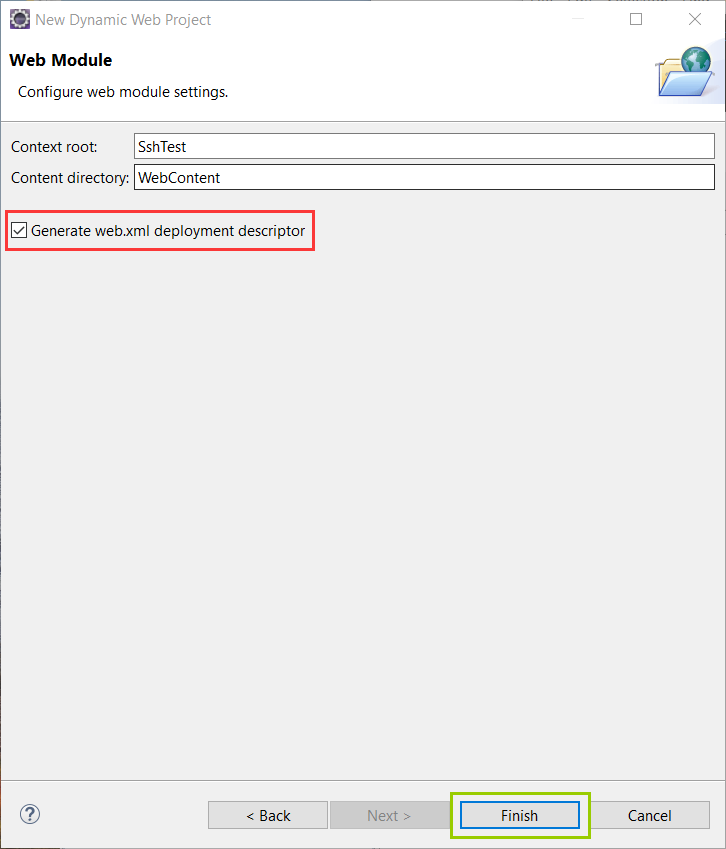 New Dynamic Web Project
Web Module
Configure web module settings.
Context root: SshTest
Content directory: WebContent
Generate web.xml deployment descriptor
? < Back Next > Finish Cancel